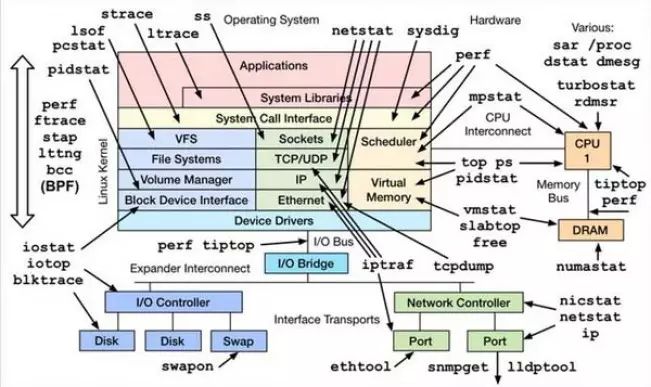 strace
ss
Operating System
Hardware
Various:
lsof
pcstat
ltrace
netstat
sysdig
sar /proc
dstat dmesg
pidstat
Applications
perf
turbostat
rdmsr
System Libraries
mpstat
perf
ftrace
stap
lttng
bcc
(BPF)
Linux Kernel
System Call Interface
CPU
Interconnect
VFS
Sockets
Scheduler
CPU
1
File Systems
TCP/UDP
top ps
pidstat
Volume Manager
IP
Virtual
Memory
Memory
Bus
tiptop
perf
Block Device Interface
Ethernet
vmstat
slabtop
free
Device Drivers
DRAM
iostat
iotop
blktrace
perf tiptop
I/O Bus
Expander Interconnect
I/O Bridge
iptraf
tcpdump
numastat
I/O Controller
Network Controller
nicstat
netstat
ip
Interface Transports
Disk
Disk
Swap
Port
Port
swapon
ethtool
snmpget
lldptool